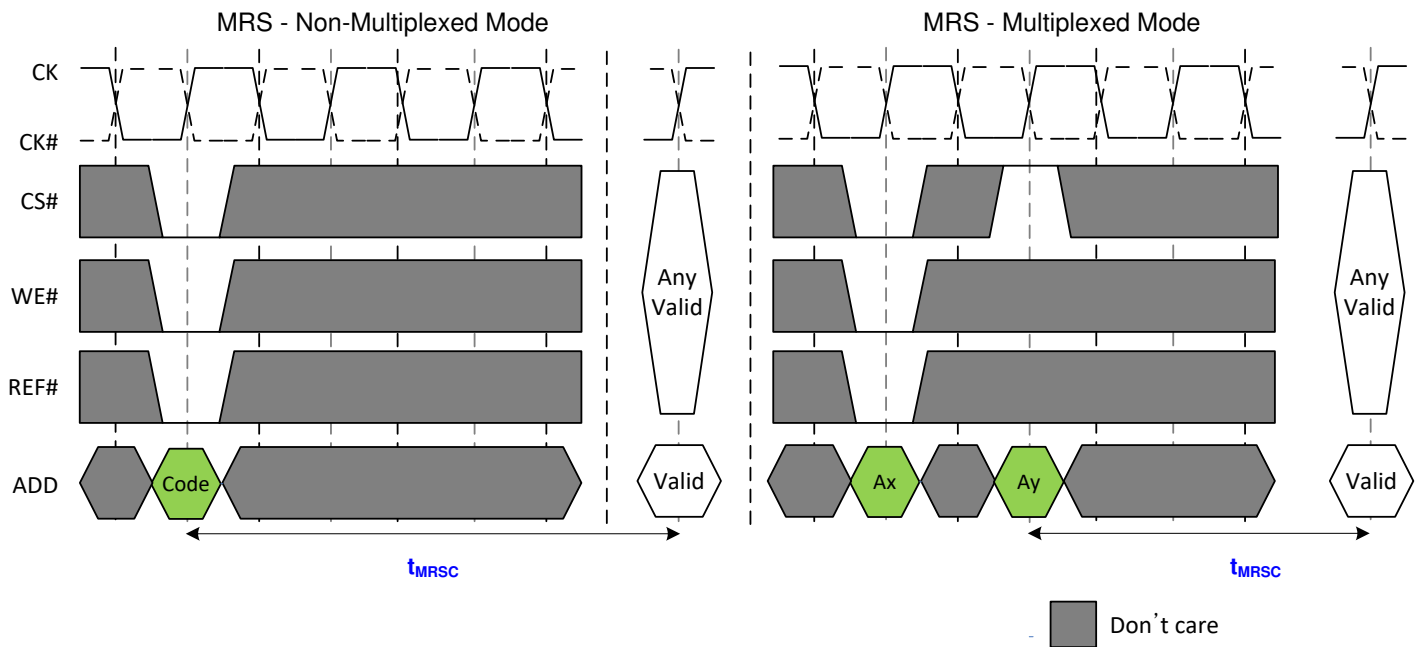 MRS - Non-Multiplexed Mode
MRS - Multiplexed Mode
CK
CK#
CS#
WE#
REF#
ADD
Any
Valid
Code
Valid
tMRSC
Any
Valid
Ax
Ay
Valid
tMRSC
Don't care